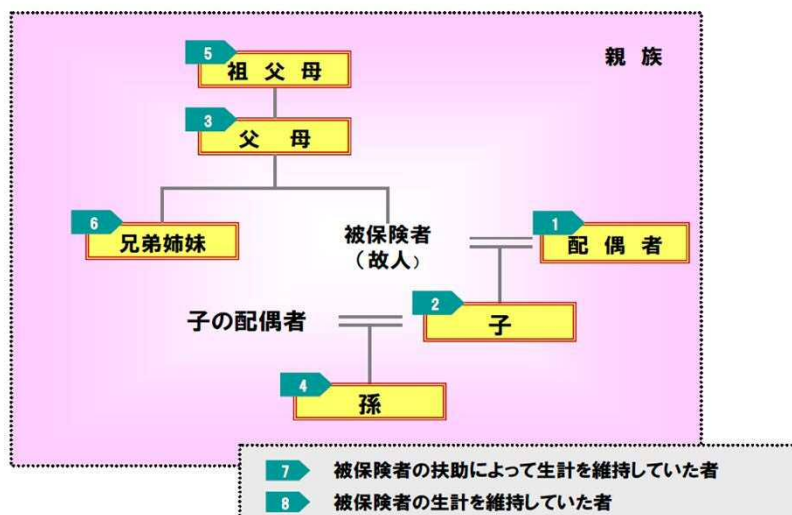 親 族
5
祖 父 母
3
父 母
6
兄弟姉妹
被保険者
（故人）
1
配 偶 者
2
子
子の配偶者
4
孫
7 被保険者の扶助によって生計を維持していた者
8 被保険者の生計を維持していた者